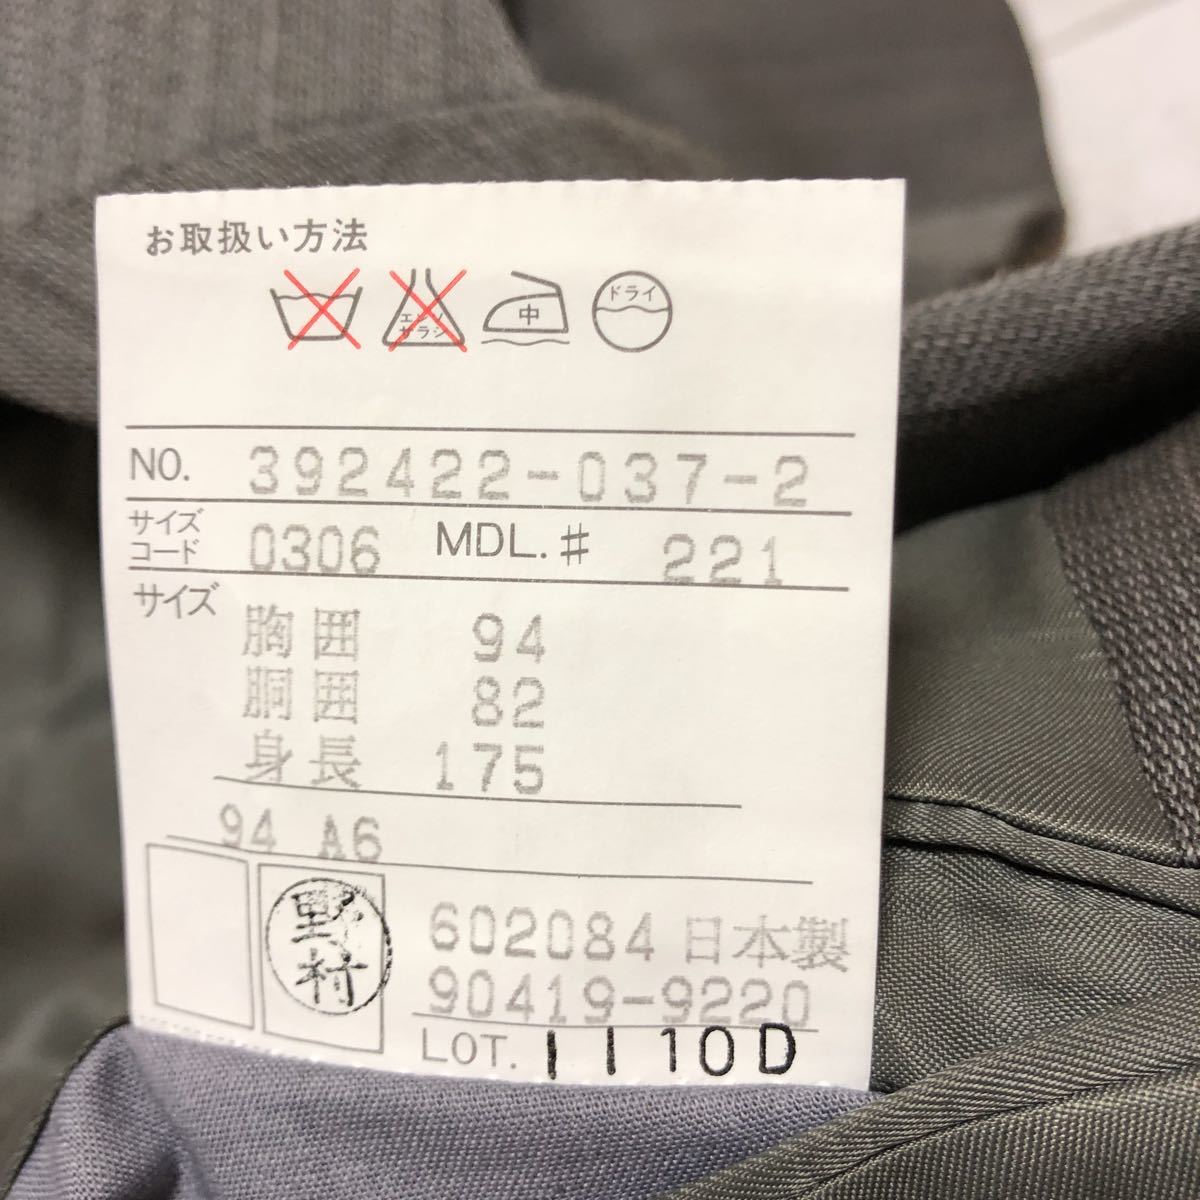 お取扱い方法
エンソ
サラシ
中
ドライ
NO. 392422-037-2
サイズ
コード 0306 MDL.# 221
サイズ
胸囲 94
胴囲 82
身長 175
94 A6
野村
602084 日本製
90419-9220
LOT. 1110D